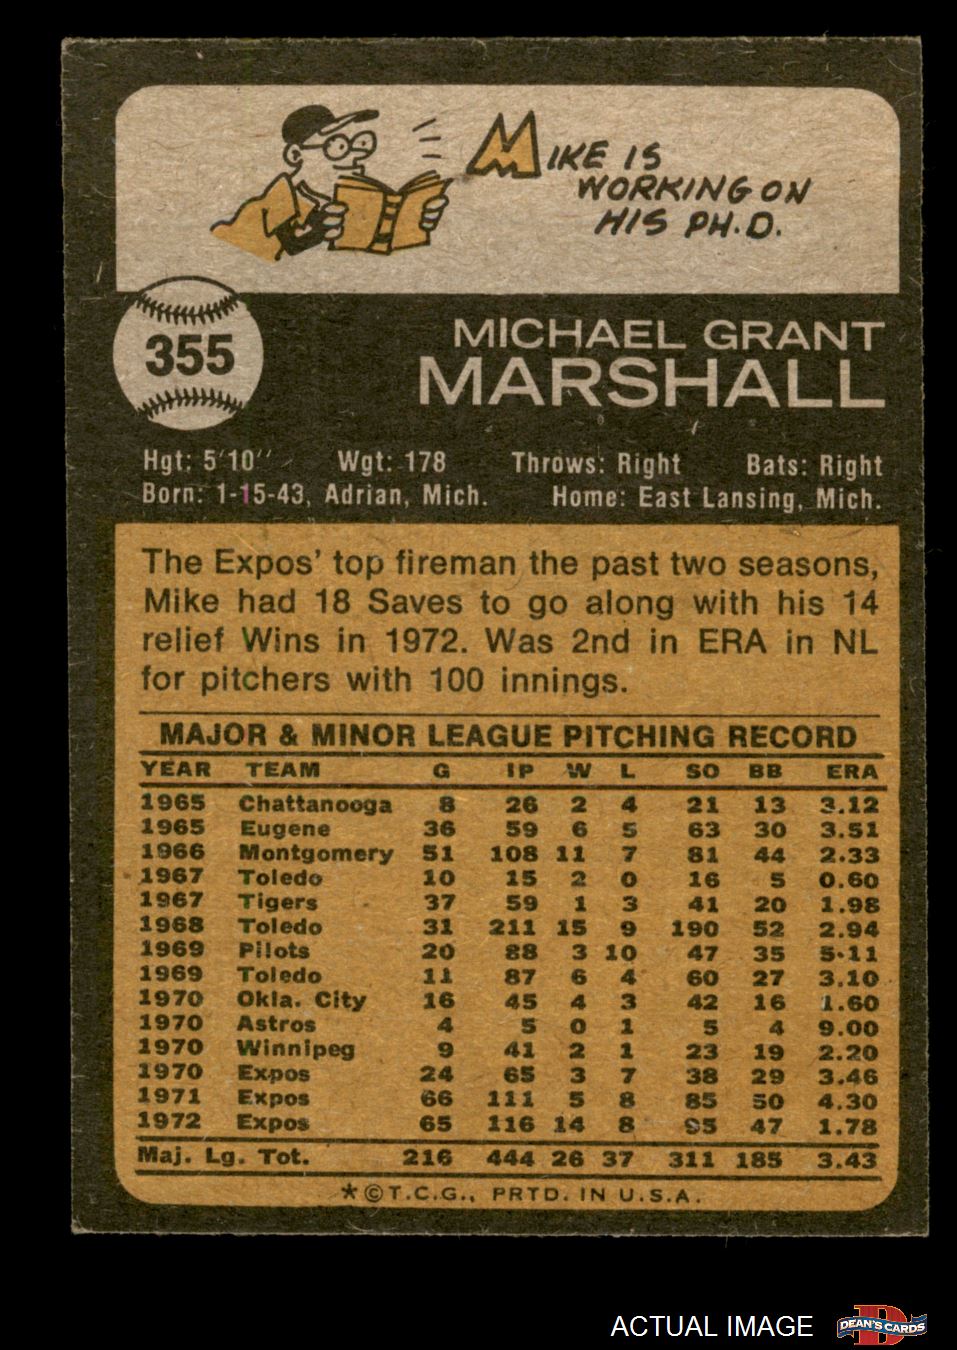 MIKE IS
WORKING ON
HIS PH.D.
355
MICHAEL GRANT
MARSHALL
Hgt: 5'10" Wgt: 178 Throws: Right Bats: Right
Born: 1-15-43, Adrian, Mich. Home: East Lansing, Mich.
The Expos' top fireman the past two seasons,
Mike had 18 Saves to go along with his 14
relief Wins in 1972. Was 2nd in ERA in NL
for pitchers with 100 innings.
MAJOR & MINOR LEAGUE PITCHING RECORD
YEAR TEAM G IP W L SO BB ERA
1965 Chattanooga 8 26 2 4 21 13 3.12
1965 Eugene 36 59 6 5 63 30 3.51
1966 Montgomery 51 108 11 7 81 44 2.33
1967 Toledo 10 15 2 0 16 5 0.60
1967 Tigers 37 59 1 3 41 20 1.98
1968 Toledo 31 211 15 9 190 52 2.94
1969 Pilots 20 88 3 10 47 35 5.11
1969 Toledo 11 87 6 4 60 27 3.10
1970 Okla. City 16 45 4 3 42 16 1.60
1970 Astros 4 5 0 1 5 4 9.00
1970 Winnipeg 9 41 2 1 23 19 2.20
1970 Expos 24 65 3 7 38 29 3.46
1971 Expos 66 111 5 8 85 50 4.30
1972 Expos 65 116 14 8 95 47 1.78
Maj. Lg. Tot. 216 444 26 37 311 185 3.43
*©T.C.G., PRTD. IN U.S.A.
ACTUAL IMAGE
D
DEAN'S CARDS